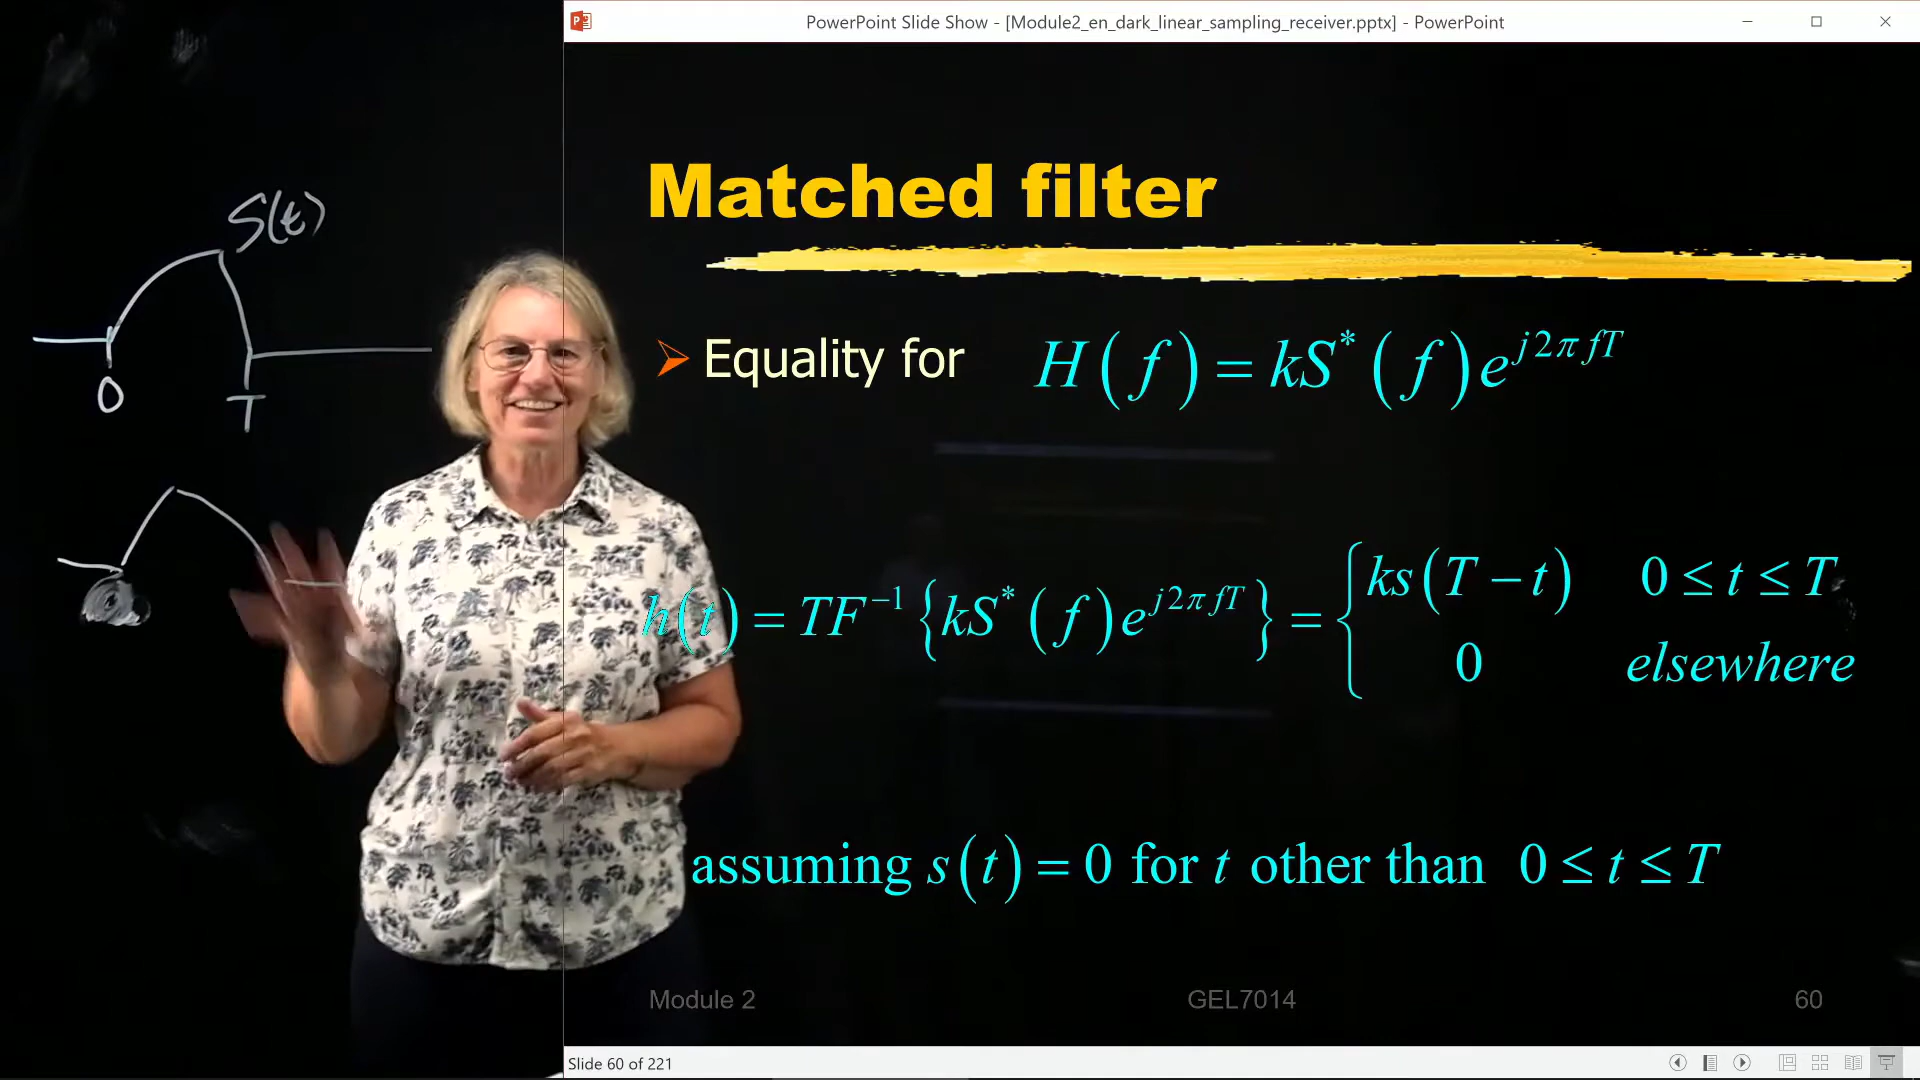 PowerPoint Slide Show - [Module2_en_dark_linear_sampling_receiver.pptx] - PowerPoint
S(t)
0 T
Matched filter
Equality for H(f) = kS*(f)e^{j2πfT}
h(t) = TF^{-1}{kS*(f)e^{j2πfT}} = { ks(T − t) 0 ≤ t ≤ T
0 elsewhere
assuming s(t) = 0 for t other than 0 ≤ t ≤ T
Module 2 GEL7014 60
Slide 60 of 221